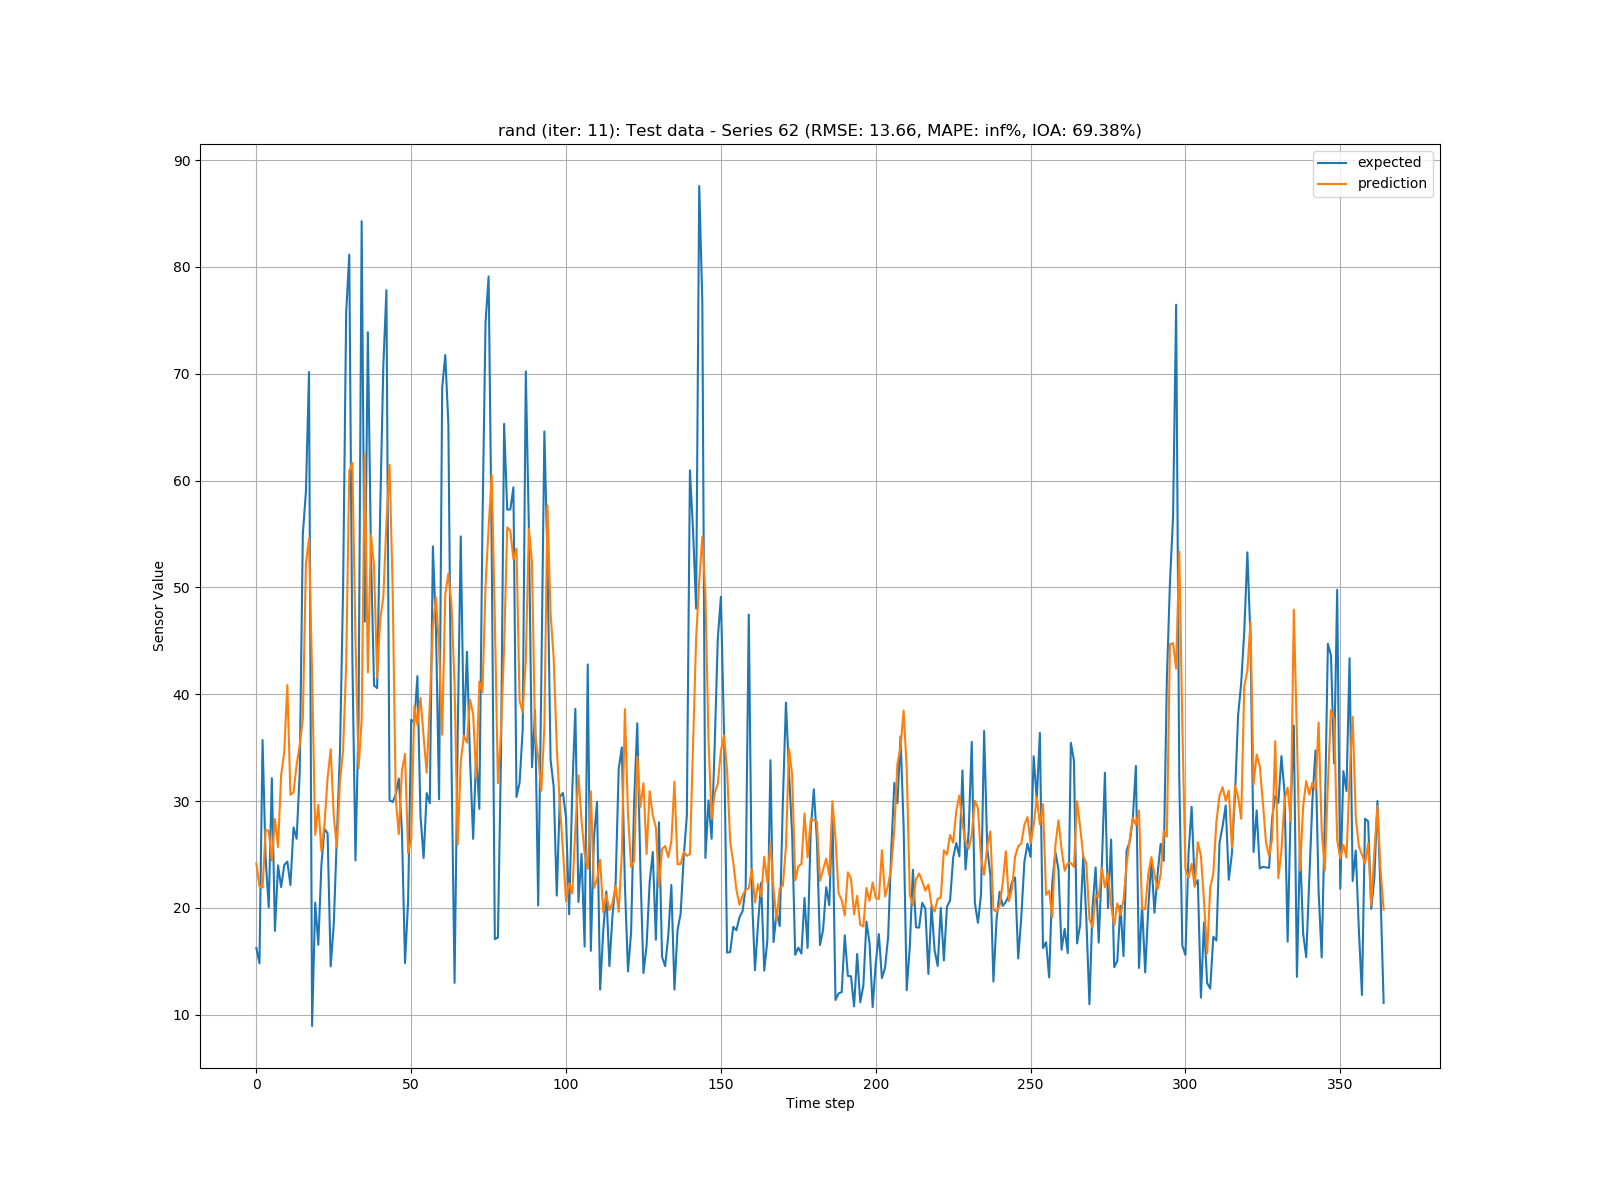 rand (iter: 11): Test data - Series 62 (RMSE: 13.66, MAPE: inf%, IOA: 69.38%)
expected
prediction
90
80
70
60
50
40
30
20
10
Sensor Value
0 50 100 150 200 250 300 350
Time step